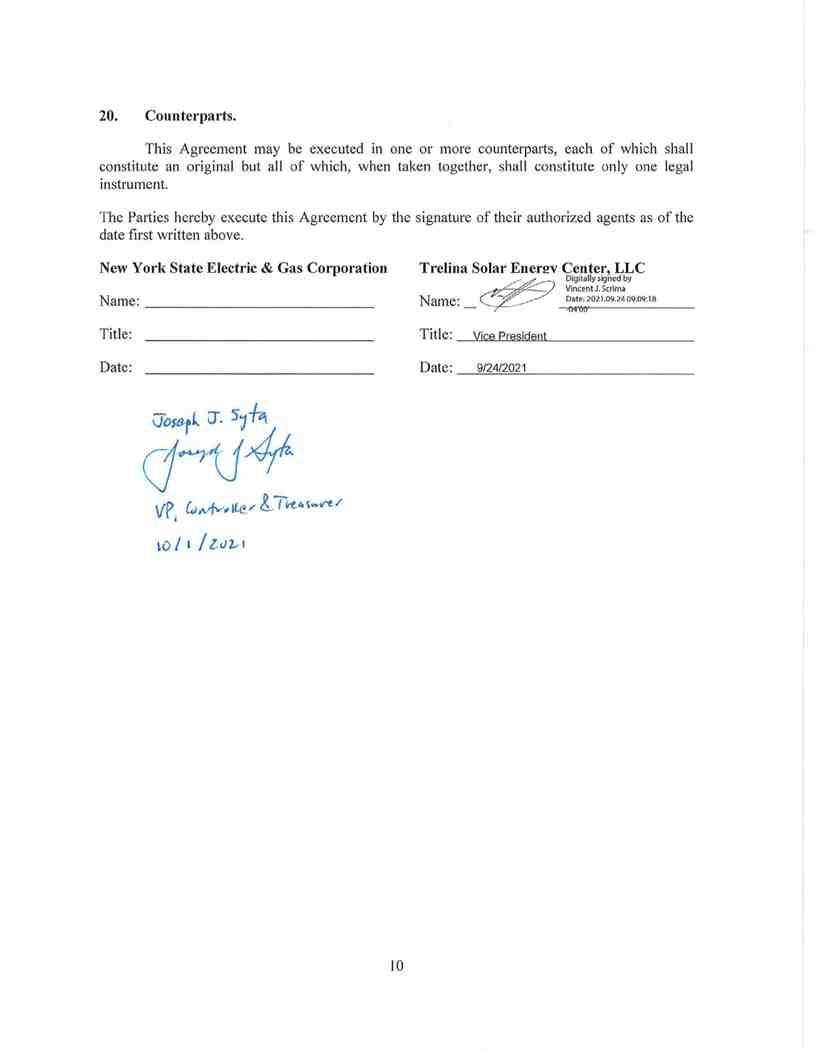 20. Counterparts.
This Agreement may be executed in one or more counterparts, each of which shall
constitute an original but all of which, when taken together, shall constitute only one legal
instrument.
The Parties hereby execute this Agreement by the signature of their authorized agents as of the
date first written above.
New York State Electric & Gas Corporation
Name:
Title:
Date:
Trelina Solar Energy Center, LLC
Digitally signed by
Vincent J. Scrima
Date: 2021.09.24 09:09:18
-04'00'
Name:
Title: Vice President
Date: 9/24/2021
Joseph J. Syta
Joseph J Syta
VP, Controller & Treasurer
10/1/2021
10